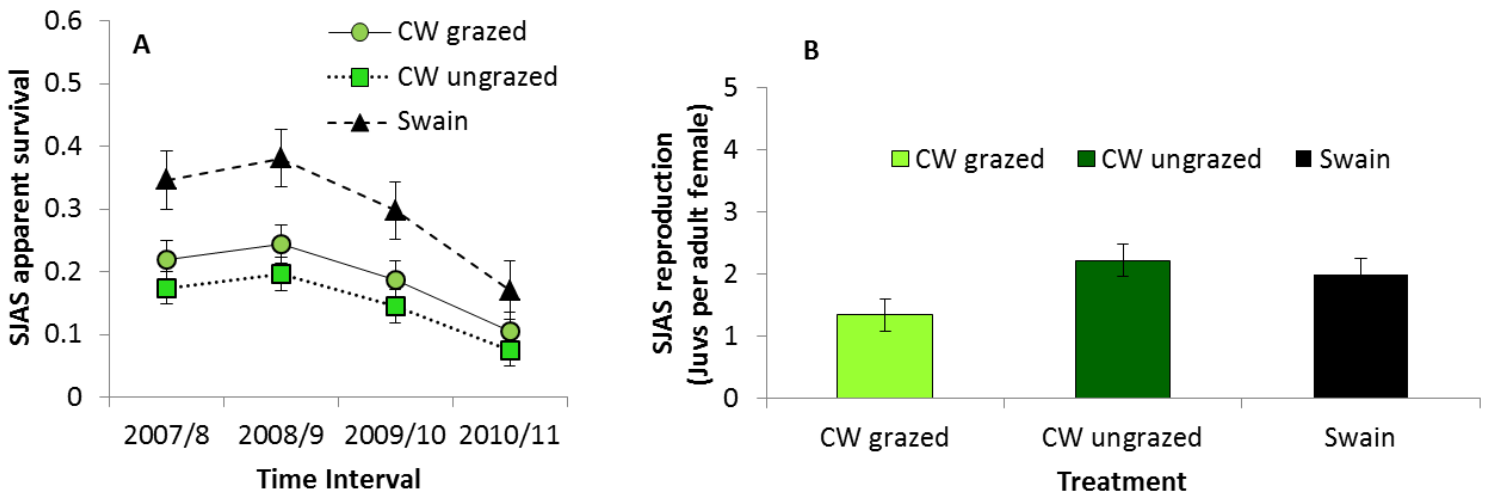 A
0.6
0.5
0.4
0.3
0.2
0.1
0
SJAS apparent survival
CW grazed
CW ungrazed
Swain
2007/8 2008/9 2009/10 2010/11
Time Interval
B
5
4
3
2
1
0
SJAS reproduction
(Juvs per adult female)
CW grazed CW ungrazed Swain
CW grazed CW ungrazed Swain
Treatment